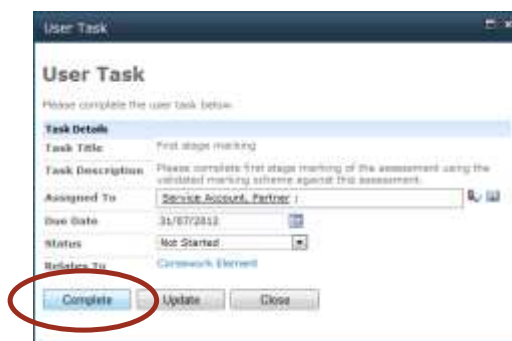 User Task
User Task
Please complete the user task below.
Task Details
Task Title First stage marking
Task Description Please complete first stage marking of the assessment using the
validated marking scheme against this assessment.
Assigned To Service Account, Partner ;
Due Date 31/07/2012
Status Not Started
Relates To Coursework Element
Complete Update Close